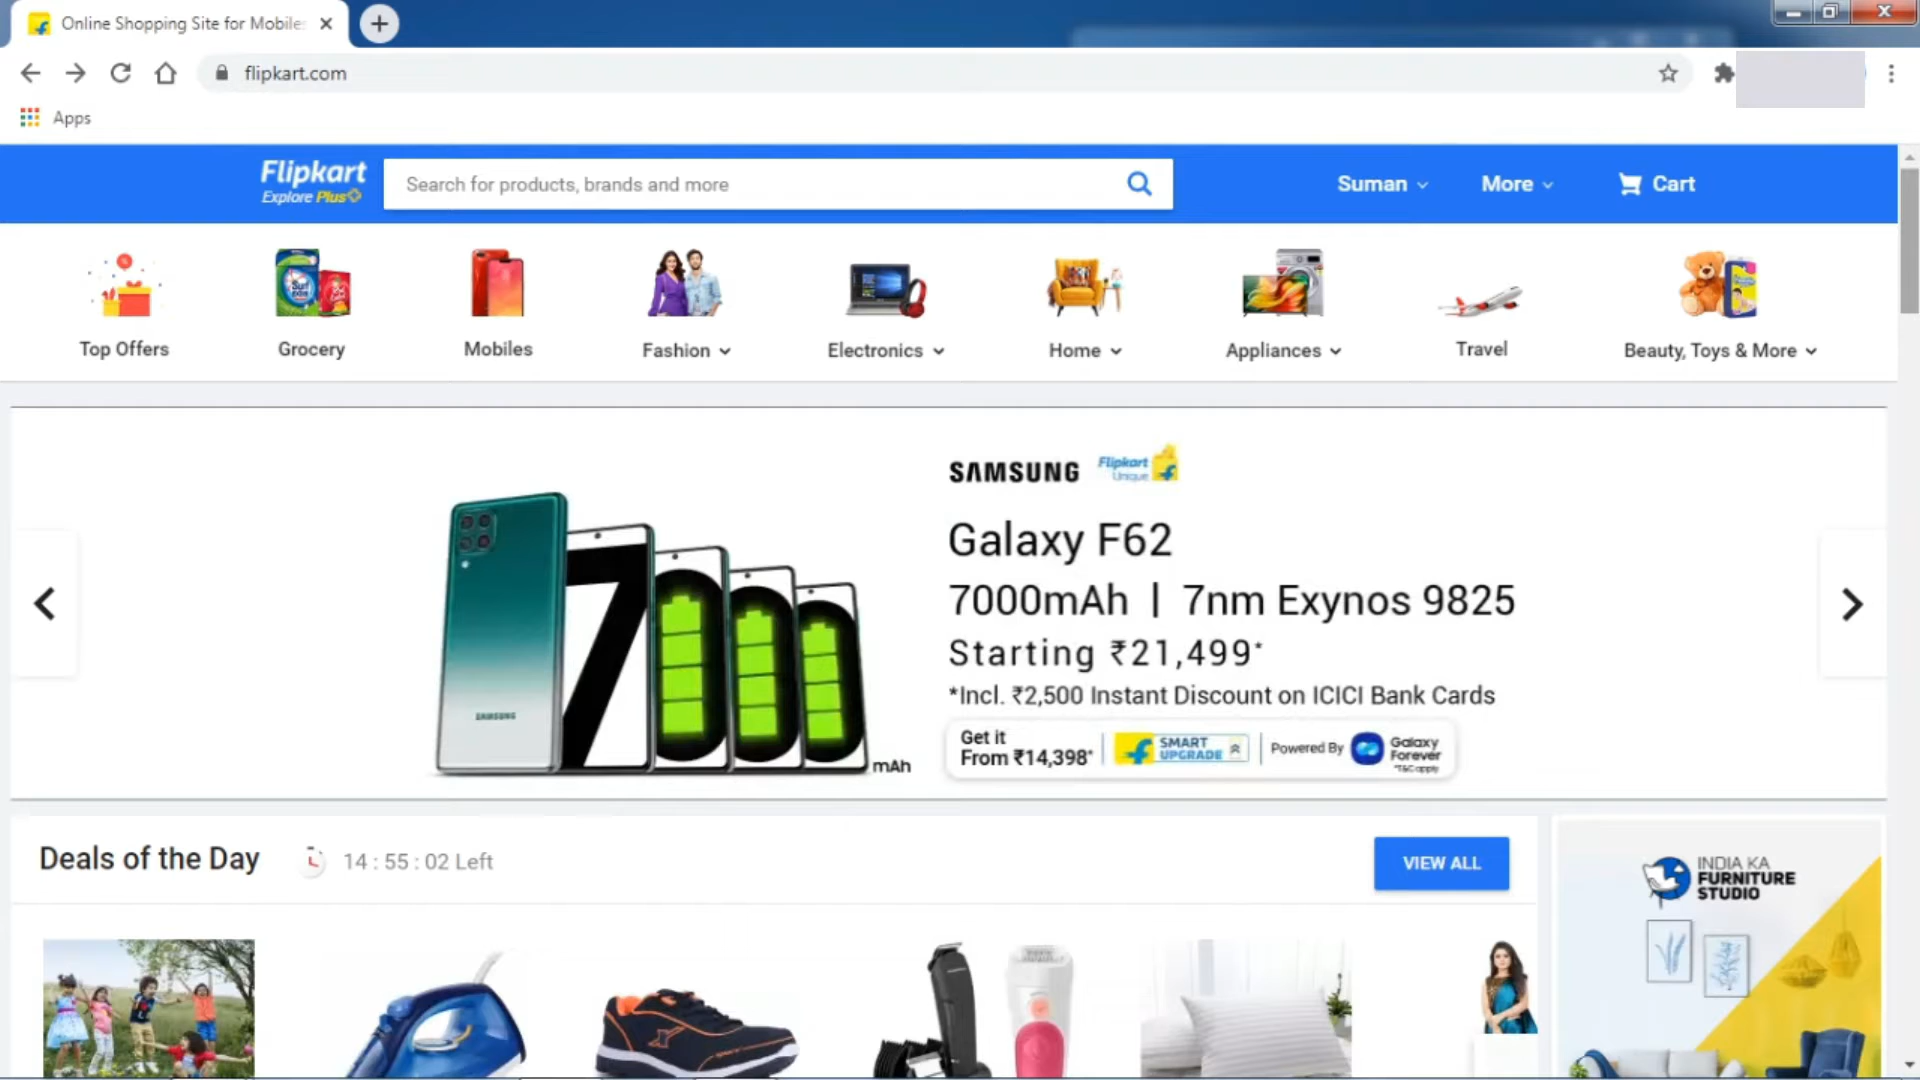 Online Shopping Site for Mobiles
flipkart.com
Apps
Flipkart
Explore Plus
Search for products, brands and more
Suman
More
Cart
Top Offers
Grocery
Mobiles
Fashion
Electronics
Home
Appliances
Travel
Beauty, Toys & More
SAMSUNG
Flipkart
Unique
Galaxy F62
7000mAh | 7nm Exynos 9825
Starting ₹21,499*
*Incl. ₹2,500 Instant Discount on ICICI Bank Cards
Get it
From ₹14,398*
SMART
UPGRADE
Powered By
Galaxy
Forever
*T&C apply
SAMSUNG
7
mAh
Deals of the Day
14 : 55 : 02 Left
VIEW ALL
INDIA KA
FURNITURE
STUDIO